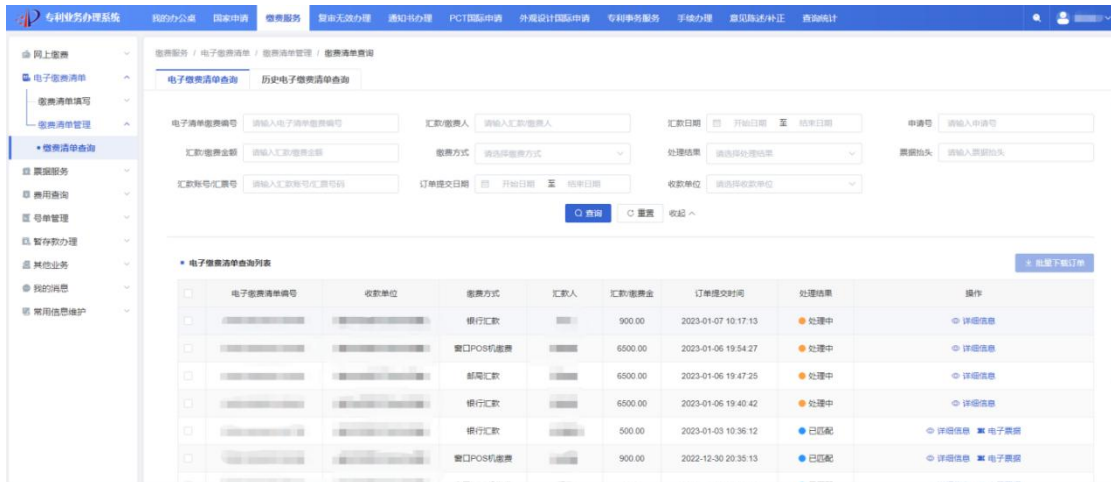 专利业务办理系统 我的办公桌 国家申请 缴费服务 复审无效办理 通知书办理 PCT国际申请 外观设计国际申请 专利事务服务 手续办理 意见陈述/补正 查询统计
网上缴费
电子缴费清单
缴费清单填写
缴费清单管理
缴费清单查询
票据服务
费用查询
号单管理
暂存款办理
其他业务
我的消息
常用信息维护
缴费服务 / 电子缴费清单 / 缴费清单管理 / 缴费清单查询
电子缴费清单查询 历史电子缴费清单查询
电子清单缴费编号 请输入电子清单缴费编号 汇款/缴费人 请输入汇款/缴费人 汇款日期 开始日期 至 结束日期 申请号 请输入申请号
汇款/缴费金额 请输入汇款/缴费金额 缴费方式 请选择缴费方式 处理结果 请选择处理结果 票据抬头 请输入票据抬头
汇款账号/汇票号 请输入汇款账号/汇票号码 订单提交日期 开始日期 至 结束日期 收款单位 请选择收款单位
查询 重置 收起
电子缴费清单查询列表 批量下载订单
电子缴费清单编号 收款单位 缴费方式 汇款人 汇款/缴费金 订单提交时间 处理结果 操作
银行汇款 900.00 2023-01-07 10:17:13 处理中 详细信息
窗口POS机缴费 6500.00 2023-01-06 19:54:27 处理中 详细信息
邮局汇款 6500.00 2023-01-06 19:47:25 处理中 详细信息
银行汇款 6500.00 2023-01-06 19:40:42 处理中 详细信息
银行汇款 500.00 2023-01-03 10:36:12 已匹配 详细信息 电子票据
窗口POS机缴费 900.00 2022-12-30 20:35:13 已匹配 详细信息 电子票据